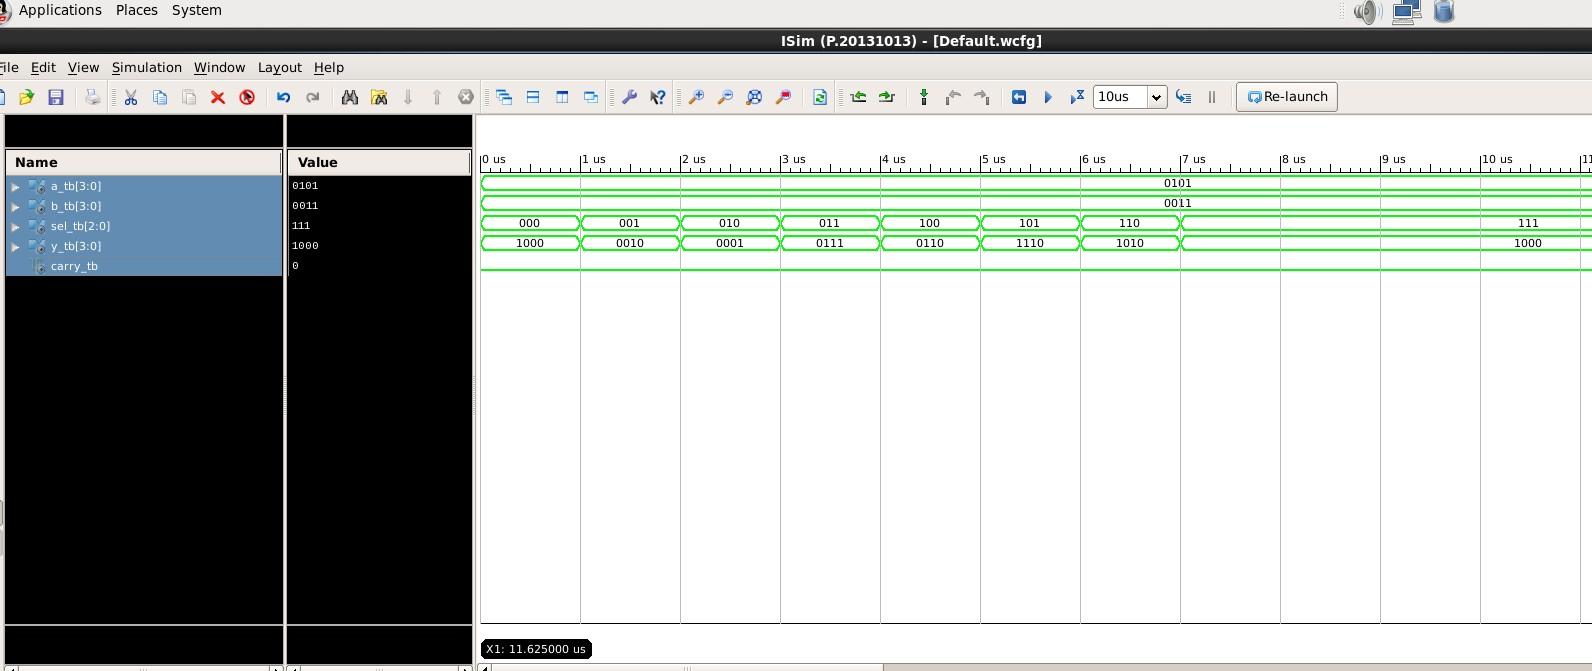 Applications Places System
ISim (P.20131013) - [Default.wcfg]
File Edit View Simulation Window Layout Help
10us Re-launch
Name Value
0 us 1 us 2 us 3 us 4 us 5 us 6 us 7 us 8 us 9 us 10 us 11
a_tb[3:0] 0101 0101
b_tb[3:0] 0011 0011
sel_tb[2:0] 111 000 001 010 011 100 101 110 111
y_tb[3:0] 1000 1000 0010 0001 0111 0110 1110 1010 1000
carry_tb 0
X1: 11.625000 us